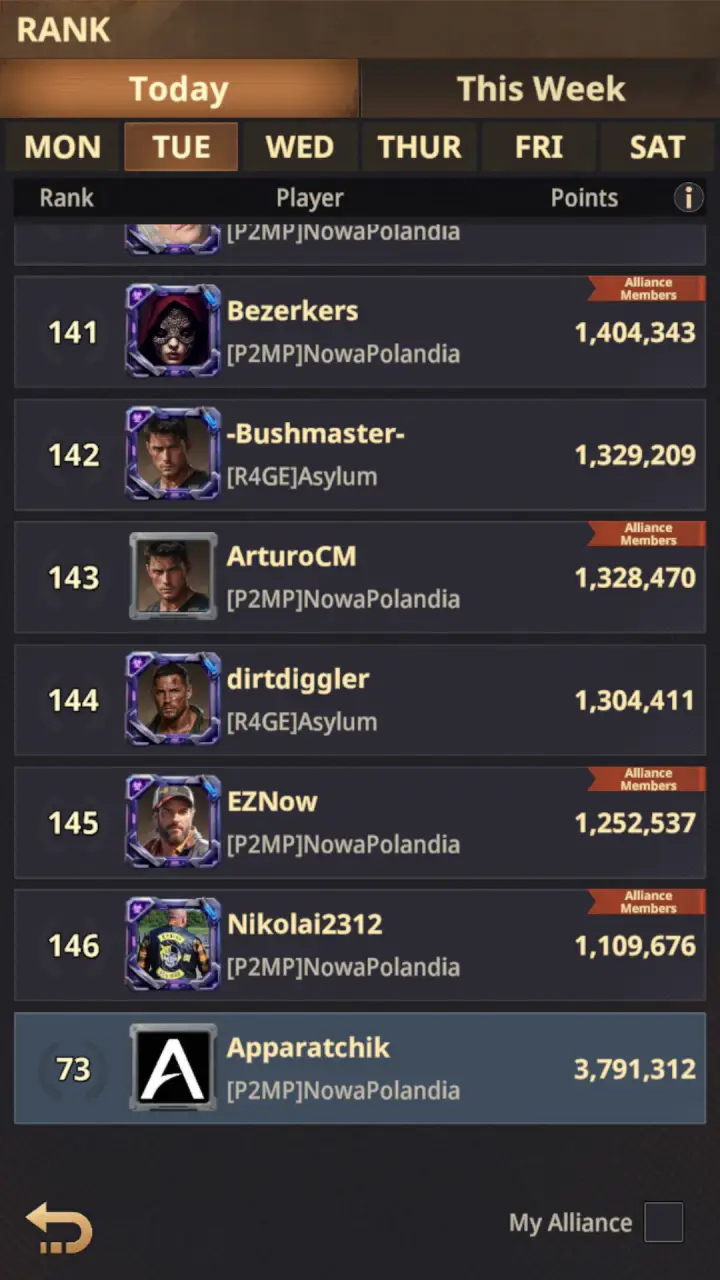 RANK
Today
This Week
MON
TUE
WED
THUR
FRI
SAT
Rank
Player
Points
[P2MP]NowaPolandia
141
Bezerkers
[P2MP]NowaPolandia
Alliance
Members
1,404,343
142
-Bushmaster-
[R4GE]Asylum
1,329,209
143
ArturoCM
[P2MP]NowaPolandia
Alliance
Members
1,328,470
144
dirtdiggler
[R4GE]Asylum
1,304,411
145
EZNow
[P2MP]NowaPolandia
Alliance
Members
1,252,537
146
Nikolai2312
[P2MP]NowaPolandia
Alliance
Members
1,109,676
73
Apparatchik
[P2MP]NowaPolandia
3,791,312
My Alliance